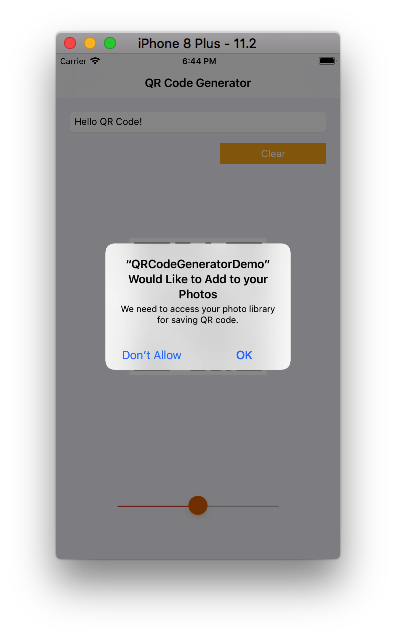 iPhone 8 Plus - 11.2
Carrier 6:44 PM
QR Code Generator
Hello QR Code!
Clear
“QRCodeGeneratorDemo”
Would Like to Add to your
Photos
We need to access your photo library
for saving QR code.
Don’t Allow OK